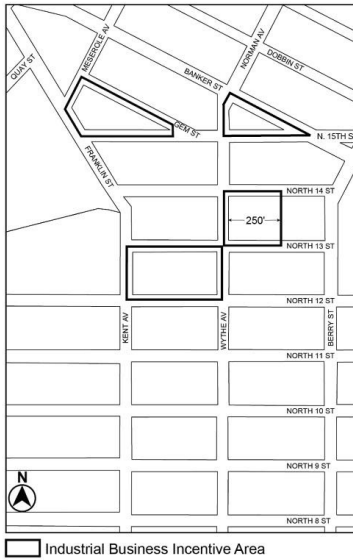 MESEROLE AV
NORMAN AV
QUAY ST
BANKER ST
DOBBIN ST
GEM ST
N. 15TH S
FRANKLIN ST
NORTH 14 ST
250'
NORTH 13 ST
NORTH 12 ST
KENT AV
WYTHE AV
BERRY ST
NORTH 11 ST
NORTH 10 ST
NORTH 9 ST
N
NORTH 8 ST
Industrial Business Incentive Area